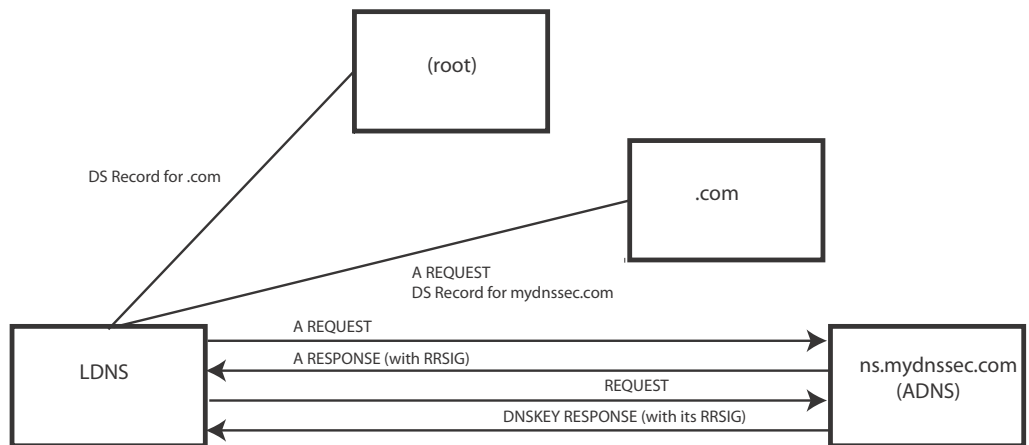 (root)
DS Record for .com
.com
A REQUEST
DS Record for mydnssec.com
A REQUEST
LDNS
A RESPONSE (with RRSIG)
ns.mydnssec.com
(ADNS)
REQUEST
DNSKEY RESPONSE (with its RRSIG)